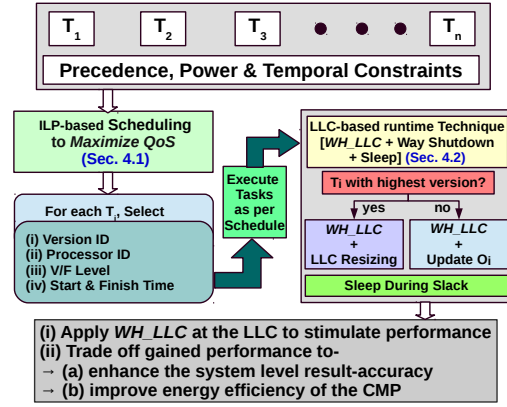 T1 T2 T3 ● ● ● Tn
Precedence, Power & Temporal Constraints
ILP-based Scheduling
to Maximize QoS
(Sec. 4.1)
For each Ti, Select
(i) Version ID
(ii) Processor ID
(iii) V/F Level
(iv) Start & Finish Time
Execute
Tasks
as per
Schedule
LLC-based runtime Technique
[WH_LLC + Way Shutdown
+ Sleep] (Sec. 4.2)
Ti with highest version?
yes no
WH_LLC
+
LLC Resizing
WH_LLC
+
Update Oi
Sleep During Slack
(i) Apply WH_LLC at the LLC to stimulate performance
(ii) Trade off gained performance to-
→ (a) enhance the system level result-accuracy
→ (b) improve energy efficiency of the CMP